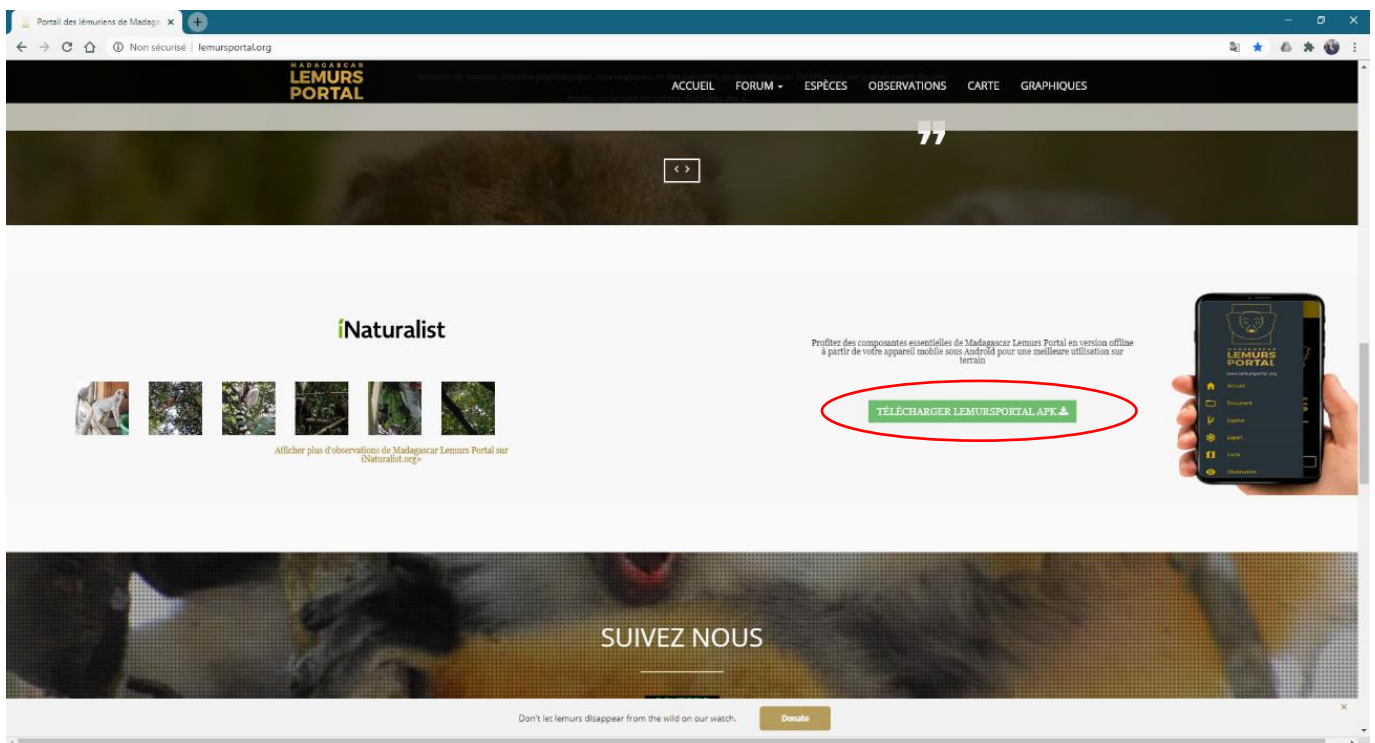 Portail des lémuriens de Madaga
Non sécurisé | lemursportal.org
MADAGASCAR
LEMURS
PORTAL
ACCUEIL FORUM ESPÈCES OBSERVATIONS CARTE GRAPHIQUES
iNaturalist
Afficher plus d'observations de Madagascar Lemurs Portal sur
iNaturalist.org»
Profitez des composantes essentielles de Madagascar Lemurs Portal en version offline
à partir de votre appareil mobile sous Android pour une meilleure utilisation sur
terrain
TÉLÉCHARGER LEMURSPORTAL APK
MADAGASCAR
LEMURS
PORTAL
www.lemursportal.org
Accueil
Document
Espèce
Expert
Carte
Observation
SUIVEZ NOUS
Don't let lemurs disappear from the wild on our watch.
Donate